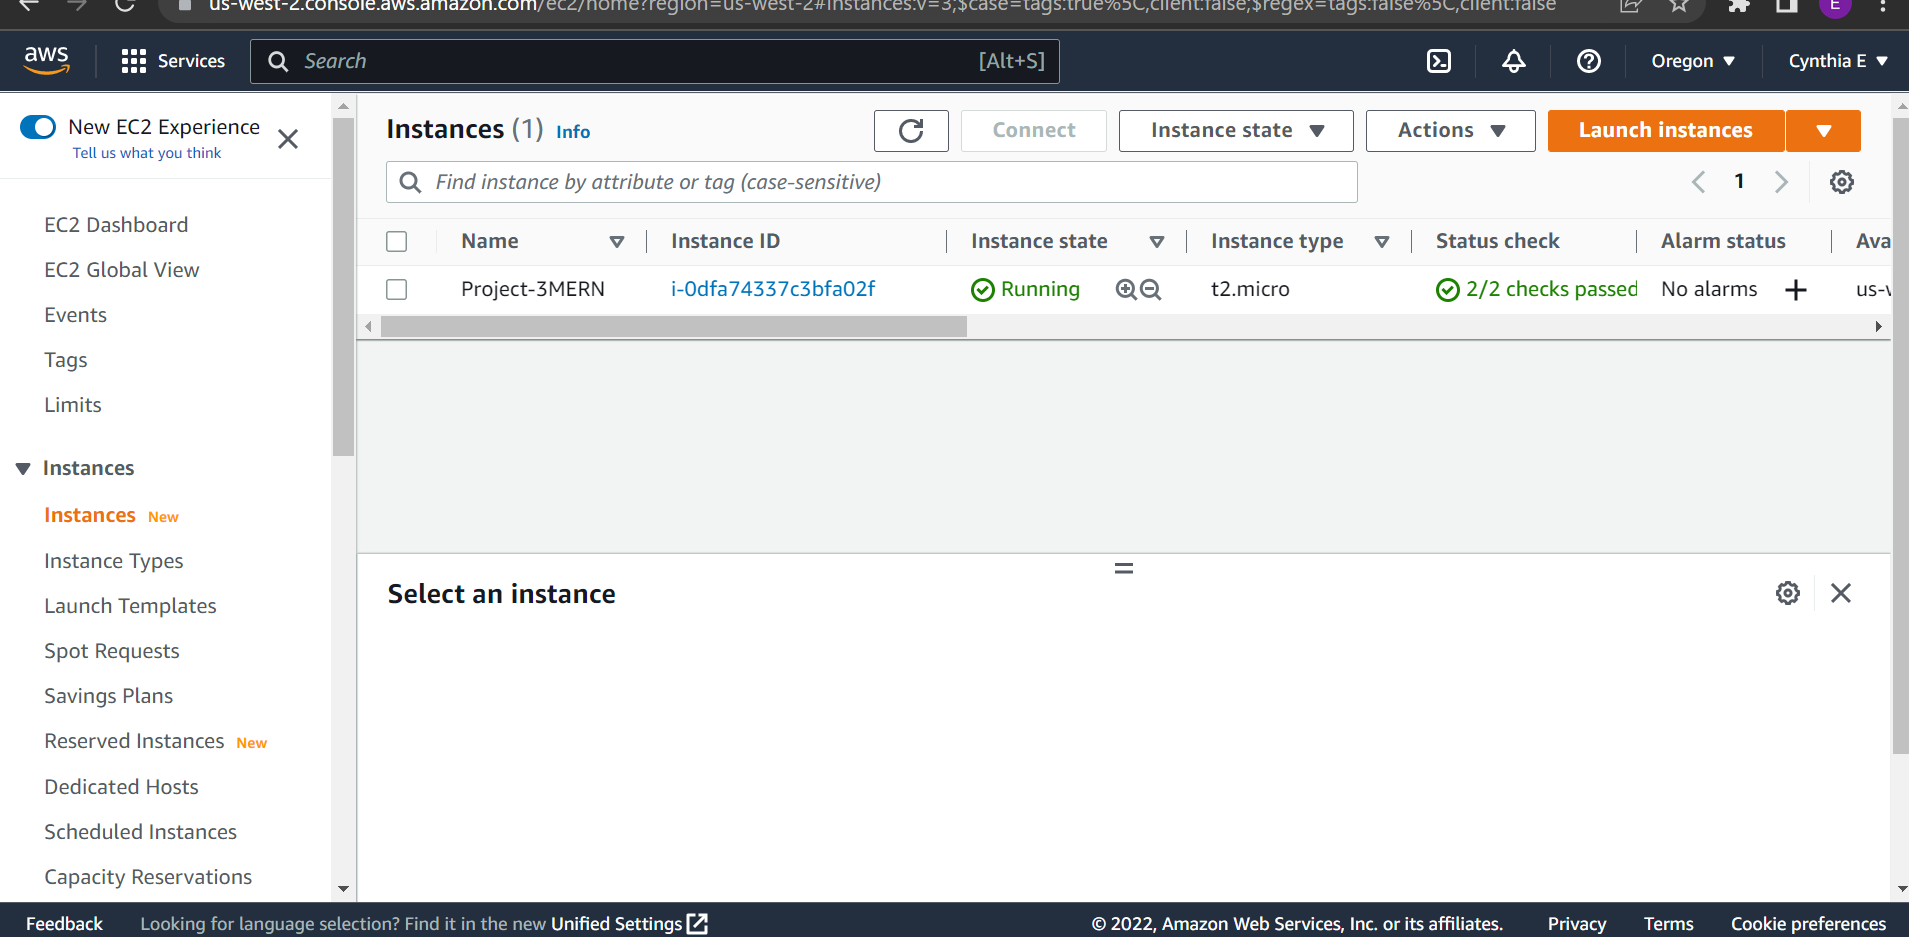 us-west-2.console.aws.amazon.com/ec2/home?region=us-west-2#Instances:v=3;$case=tags:true%5C,client:false;$regex=tags:false%5C,client:false
E
aws
Services
Search
[Alt+S]
Oregon
Cynthia E
New EC2 Experience
Tell us what you think
EC2 Dashboard
EC2 Global View
Events
Tags
Limits
Instances
Instances New
Instance Types
Launch Templates
Spot Requests
Savings Plans
Reserved Instances New
Dedicated Hosts
Scheduled Instances
Capacity Reservations
Instances (1) Info
Connect
Instance state
Actions
Launch instances
Find instance by attribute or tag (case-sensitive)
1
Name Instance ID Instance state Instance type Status check Alarm status Ava
Project-3MERN i-0dfa74337c3bfa02f Running t2.micro 2/2 checks passed No alarms us-
Select an instance
Feedback Looking for language selection? Find it in the new Unified Settings © 2022, Amazon Web Services, Inc. or its affiliates. Privacy Terms Cookie preferences